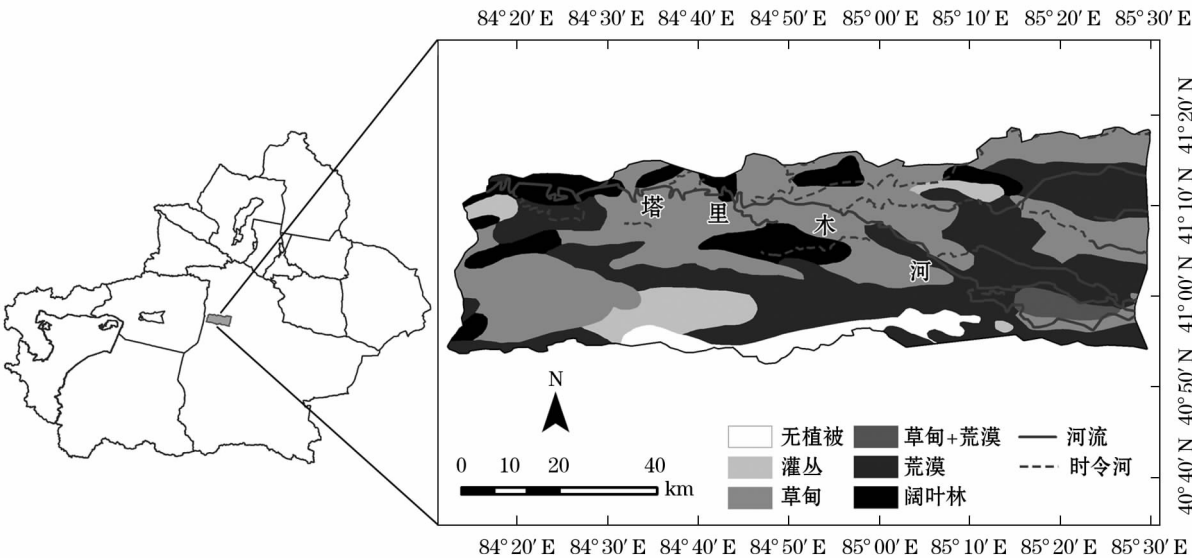 84°20′ E 84°30′ E 84°40′ E 84°50′ E 85°00′ E 85°10′ E 85°20′ E 85°30′ E
41°20′ N
41°10′ N
41°00′ N
40°50′ N
40°40′ N
塔
里
木
河
N
0 10 20 40
km
无植被 草甸+荒漠 河流
灌丛 荒漠 时令河
草甸 阔叶林
84°20′ E 84°30′ E 84°40′ E 84°50′ E 85°00′ E 85°10′ E 85°20′ E 85°30′ E